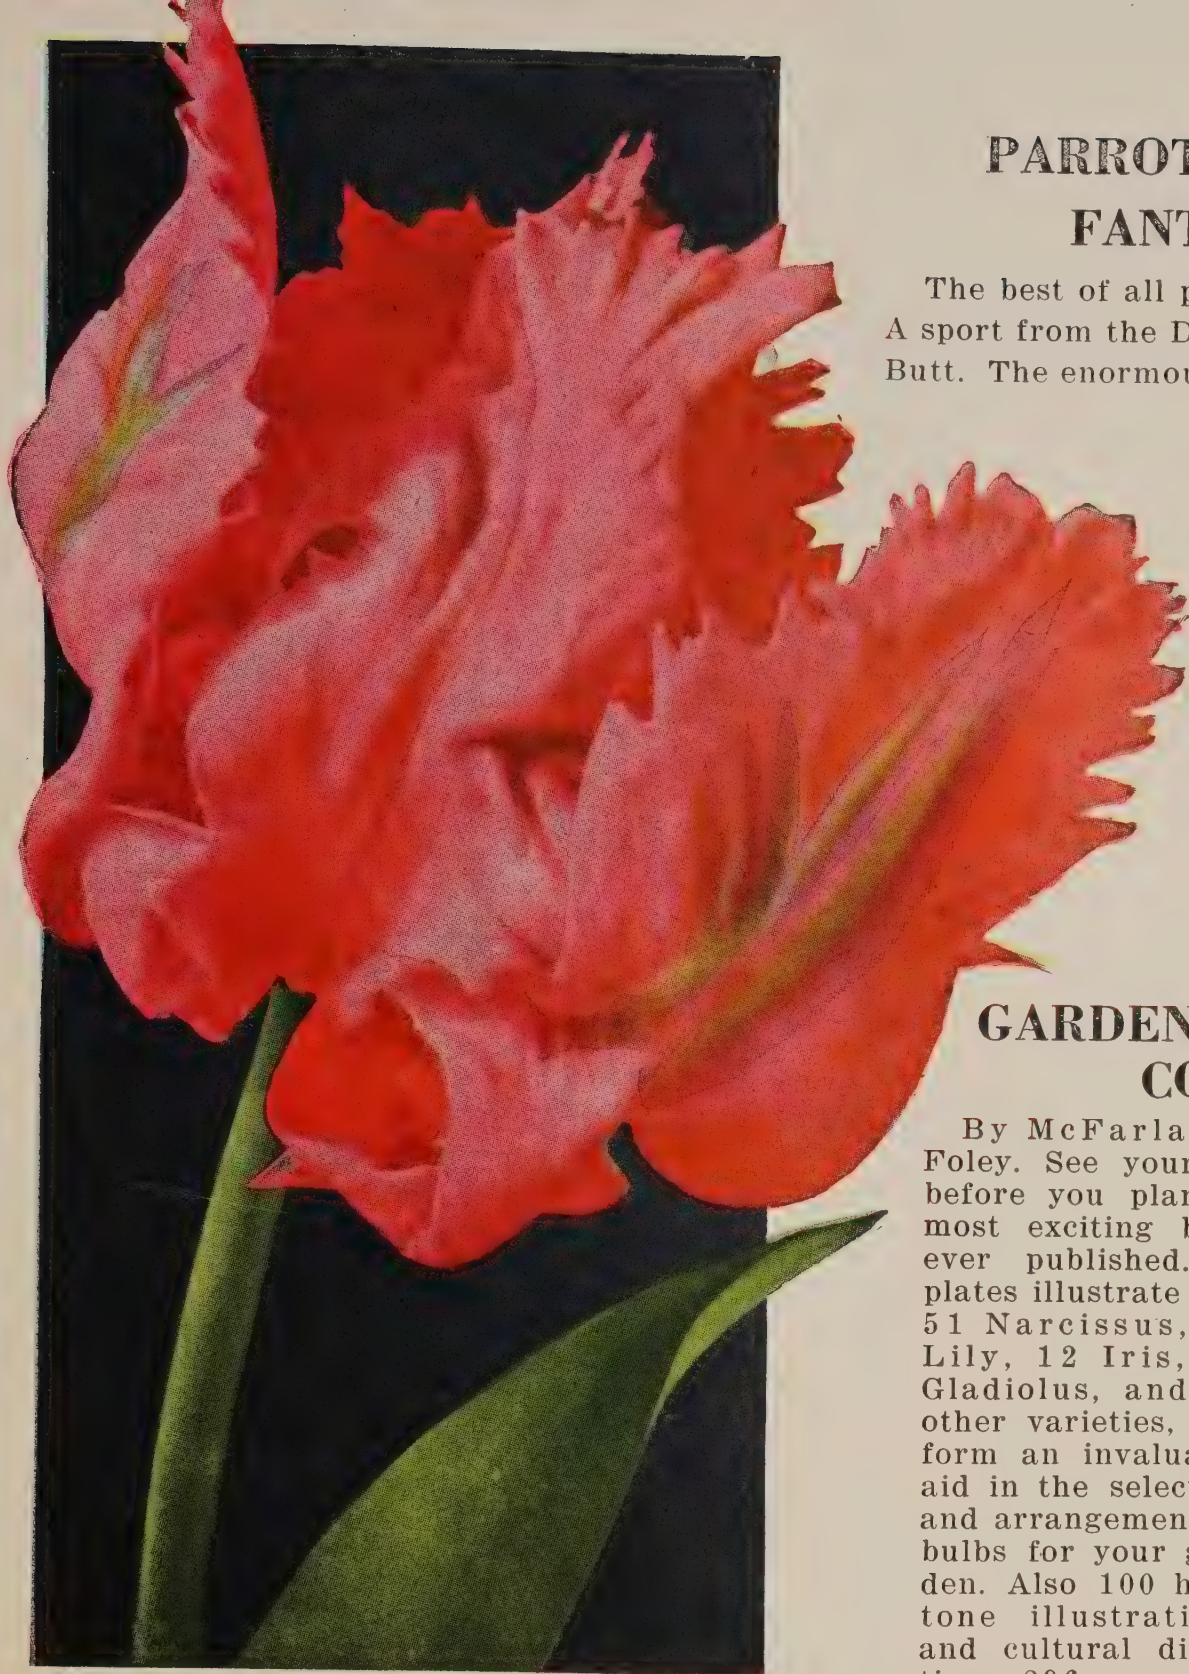 PARROT
FANT
The best of all p
A sport from the D
Butt. The enormou
GARDEN
CO
By McFarla
Foley. See your
before you plan
most exciting b
ever published.
plates illustrate
51 Narcissus,
Lily, 12 Iris,
Gladiolus, and
other varieties,
form an invalua
aid in the selec
and arrangemen
bulbs for your g
den. Also 100 h
tone illustrati
and cultural di